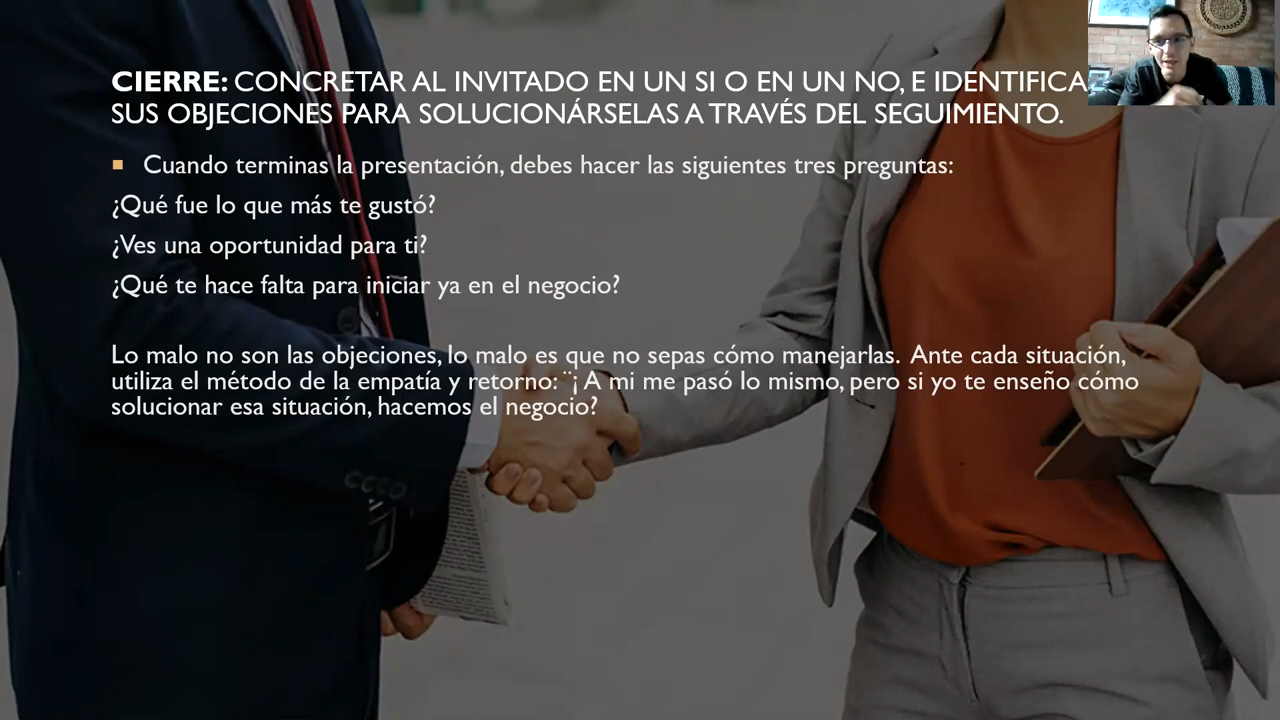 CIERRE: CONCRETAR AL INVITADO EN UN SI O EN UN NO, E IDENTIFICA
SUS OBJECIONES PARA SOLUCIONÁRSELAS A TRAVÉS DEL SEGUIMIENTO.
▪ Cuando terminas la presentación, debes hacer las siguientes tres preguntas:
¿Qué fue lo que más te gustó?
¿Ves una oportunidad para ti?
¿Qué te hace falta para iniciar ya en el negocio?
Lo malo no son las objeciones, lo malo es que no sepas cómo manejarlas. Ante cada situación,
utiliza el método de la empatía y retorno: ¨¡ A mi me pasó lo mismo, pero si yo te enseño cómo
solucionar esa situación, hacemos el negocio?